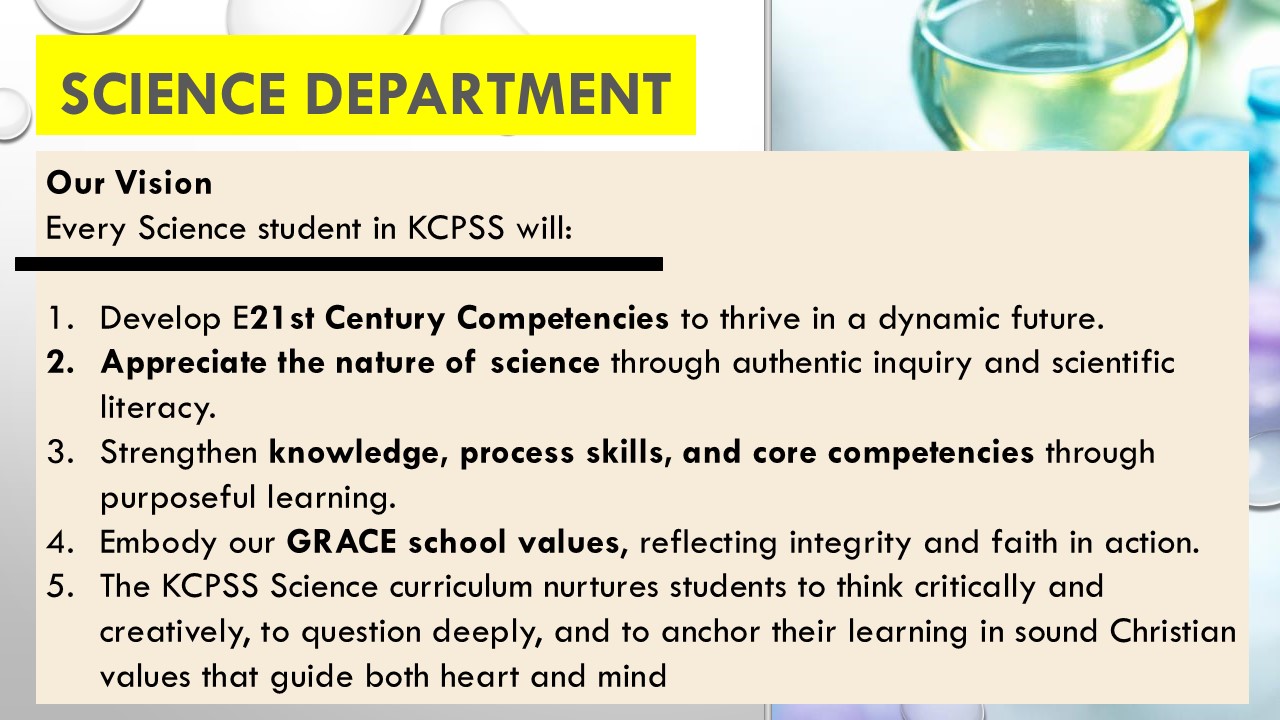 SCIENCE DEPARTMENT
Our Vision
Every Science student in KCPSS will:
1. Develop E21st Century Competencies to thrive in a dynamic future.
2. Appreciate the nature of science through authentic inquiry and scientific
literacy.
3. Strengthen knowledge, process skills, and core competencies through
purposeful learning.
4. Embody our GRACE school values, reflecting integrity and faith in action.
5. The KCPSS Science curriculum nurtures students to think critically and
creatively, to question deeply, and to anchor their learning in sound Christian
values that guide both heart and mind